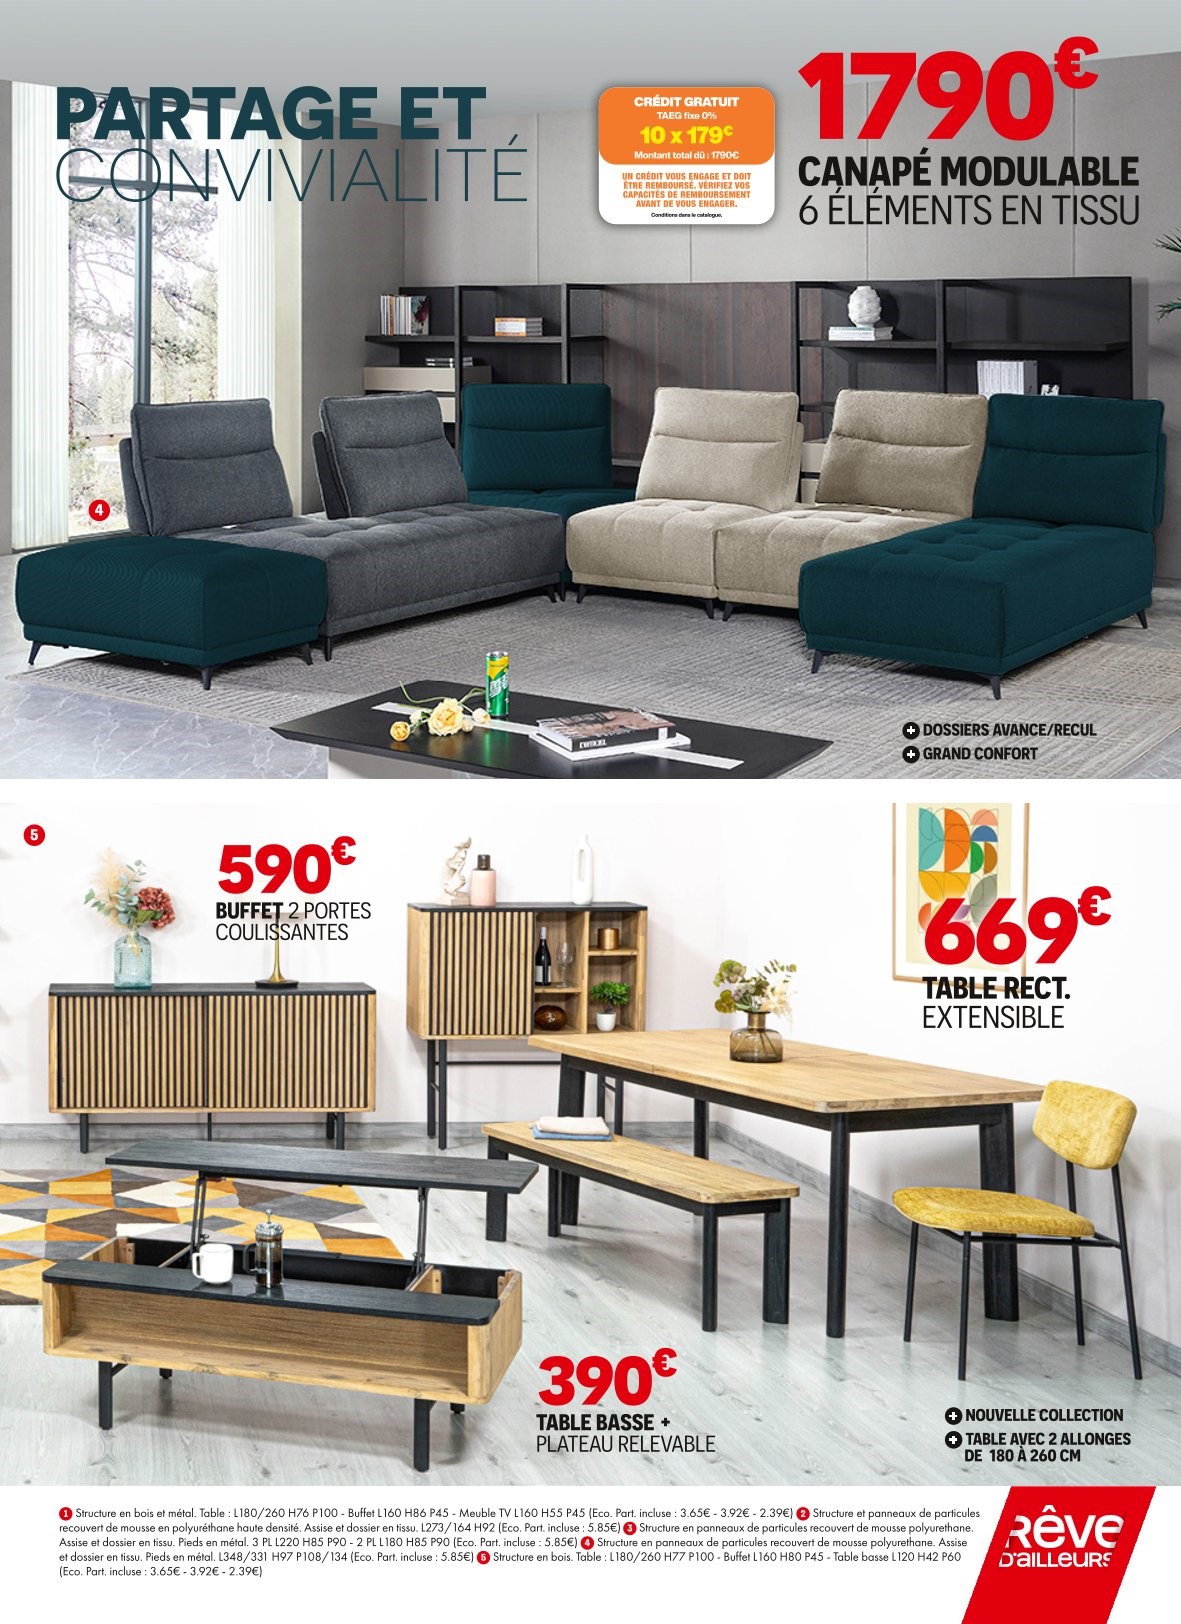 PARTAGE ET
CONVIVIALITÉ
CRÉDIT GRATUIT
TAEG fixe 0%
10 x 179€
Montant total dû : 1790€
UN CRÉDIT VOUS ENGAGE ET DOIT
ÊTRE REMBOURSÉ. VÉRIFIEZ VOS
CAPACITÉS DE REMBOURSEMENT
AVANT DE VOUS ENGAGER.
Conditions dans le catalogue.
1790€
CANAPÉ MODULABLE
6 ÉLÉMENTS EN TISSU
4
+ DOSSIERS AVANCE/RECUL
+ GRAND CONFORT
5
590€
BUFFET 2 PORTES
COULISSANTES
669€
TABLE RECT.
EXTENSIBLE
390€
TABLE BASSE +
PLATEAU RELEVABLE
+ NOUVELLE COLLECTION
+ TABLE AVEC 2 ALLONGES
DE 180 À 260 CM
1 Structure en bois et métal. Table : L180/260 H76 P100 - Buffet L160 H86 P45 - Meuble TV L160 H55 P45 (Eco. Part. incluse : 3.65€ - 3.92€ - 2.39€) 2 Structure et panneaux de particules
recouvert de mousse en polyuréthane haute densité. Assise et dossier en tissu. L273/164 H92 (Eco. Part. incluse : 5.85€) 3 Structure en panneaux de particules recouvert de mousse polyurethane.
Assise et dossier en tissu. Pieds en métal. 3 PL L220 H85 P90 - 2 PL L180 H85 P90 (Eco. Part. incluse : 5.85€) 4 Structure en panneaux de particules recouvert de mousse polyurethane. Assise
et dossier en tissu. Pieds en métal. L348/331 H97 P108/134 (Eco. Part. incluse : 5.85€) 5 Structure en bois. Table : L180/260 H77 P100 - Buffet L160 H80 P45 - Table basse L120 H42 P60
(Eco. Part. incluse : 3.65€ - 3.92€ - 2.39€)
RÊVE
D'AILLEURS